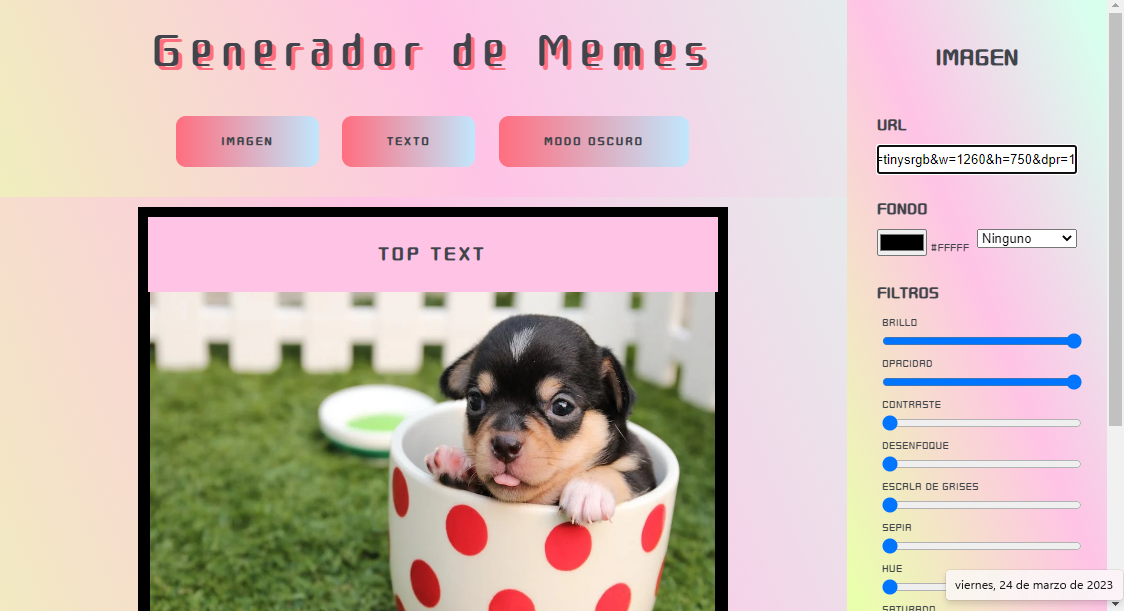 Generador de Memes
IMAGEN
TEXTO
MODO OSCURO
TOP TEXT
IMAGEN
URL
=tinysrgb&w=1260&h=750&dpr=1
FONDO
#FFFFF
Ninguno
FILTROS
BRILLO
OPACIDAD
CONTRASTE
DESENFOQUE
ESCALA DE GRISES
SEPIA
HUE
viernes, 24 de marzo de 2023
SATURADO